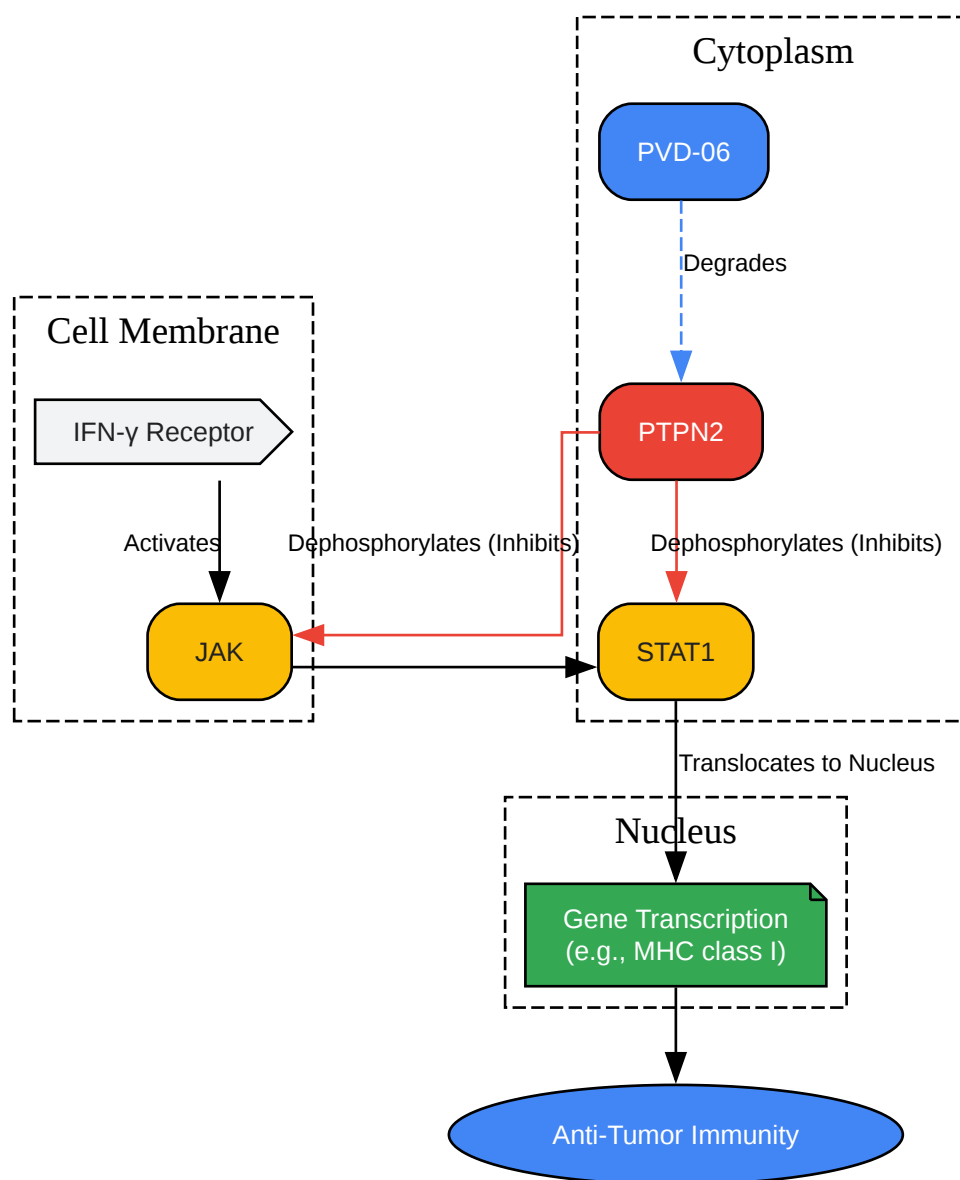 Cytoplasm
PVD-06
Degrades
Cell Membrane
IFN-γ Receptor
PTPN2
Activates
Dephosphorylates (Inhibits)
Dephosphorylates (Inhibits)
JAK
STAT1
Translocates to Nucleus
Nucleus
Gene Transcription
(e.g., MHC class I)
Anti-Tumor Immunity